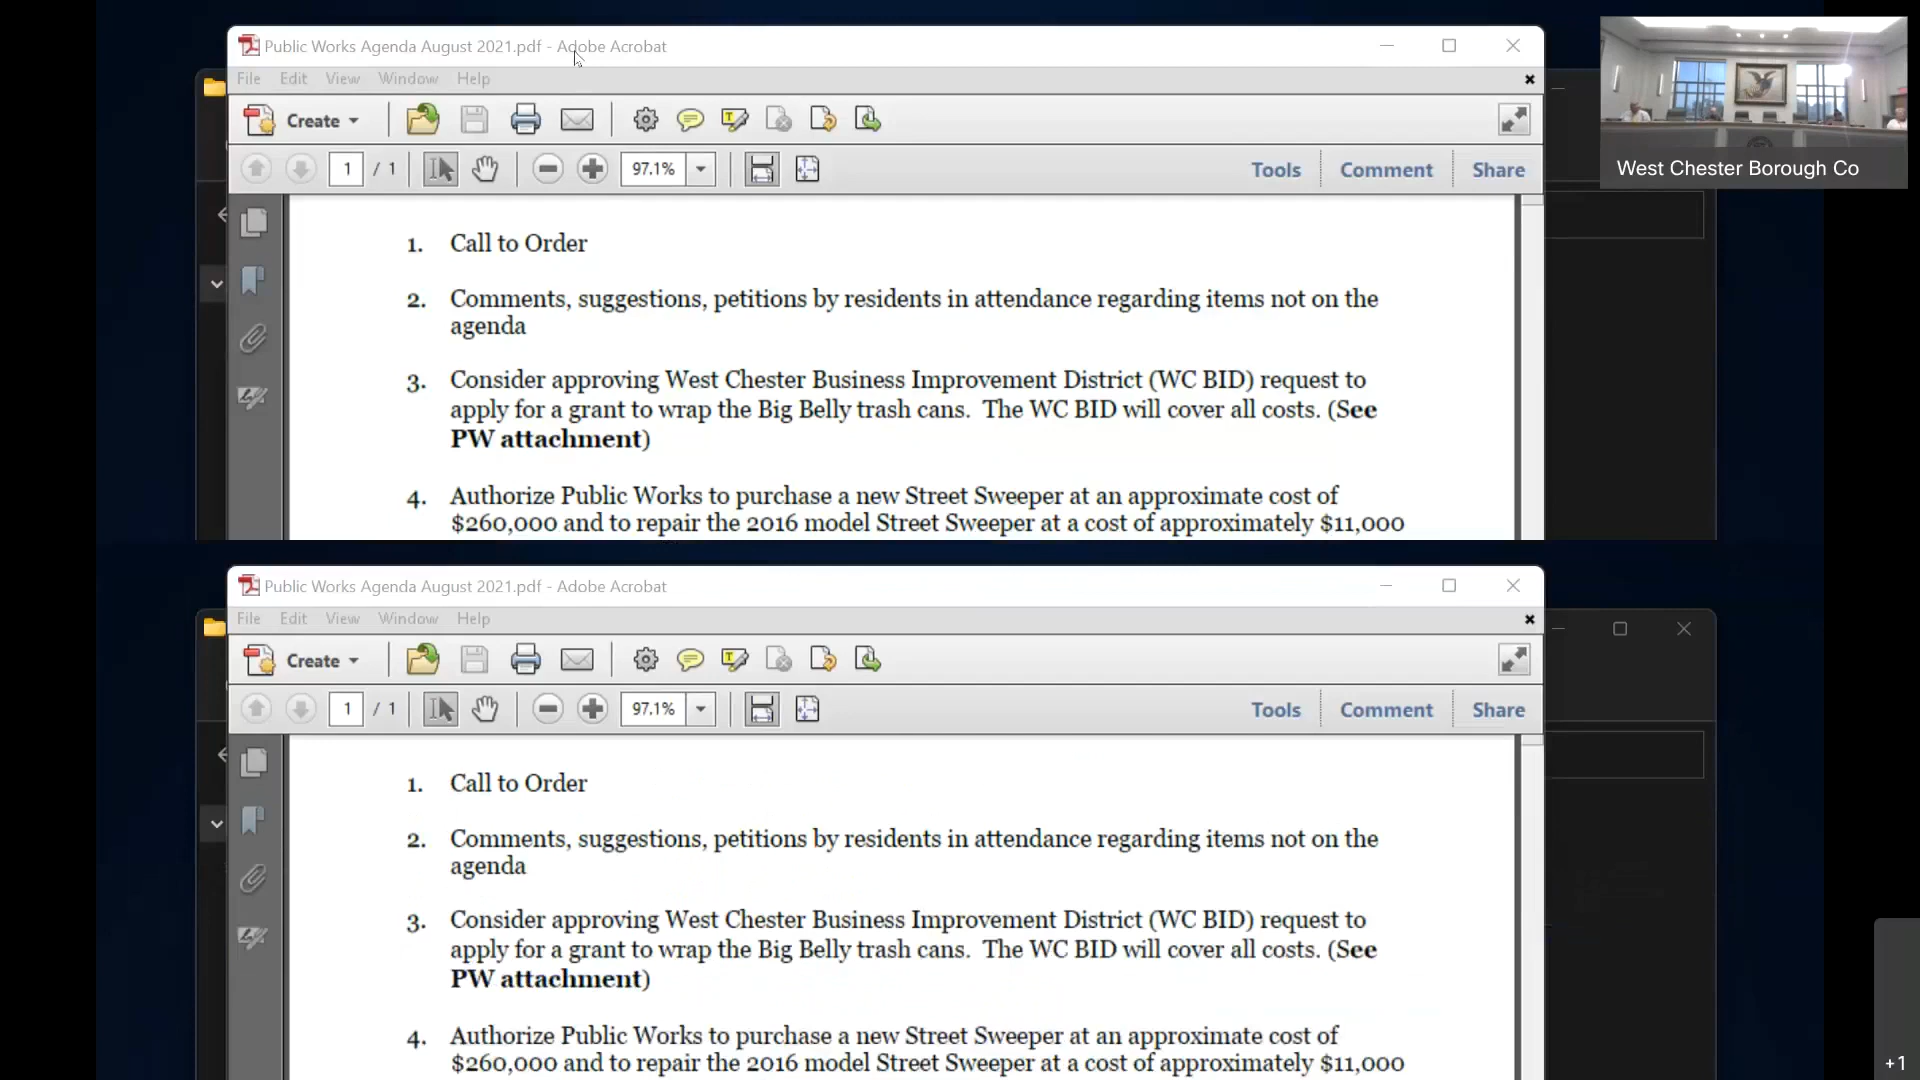 Public Works Agenda August 2021.pdf - Adobe Acrobat
File Edit View Window Help
Create
1 / 1 97.1% Tools Comment Share
West Chester Borough Co
1. Call to Order
2. Comments, suggestions, petitions by residents in attendance regarding items not on the
agenda
3. Consider approving West Chester Business Improvement District (WC BID) request to
apply for a grant to wrap the Big Belly trash cans. The WC BID will cover all costs. (See
PW attachment)
4. Authorize Public Works to purchase a new Street Sweeper at an approximate cost of
$260,000 and to repair the 2016 model Street Sweeper at a cost of approximately $11,000
Public Works Agenda August 2021.pdf - Adobe Acrobat
File Edit View Window Help
Create
1 / 1 97.1% Tools Comment Share
1. Call to Order
2. Comments, suggestions, petitions by residents in attendance regarding items not on the
agenda
3. Consider approving West Chester Business Improvement District (WC BID) request to
apply for a grant to wrap the Big Belly trash cans. The WC BID will cover all costs. (See
PW attachment)
4. Authorize Public Works to purchase a new Street Sweeper at an approximate cost of
$260,000 and to repair the 2016 model Street Sweeper at a cost of approximately $11,000
+1